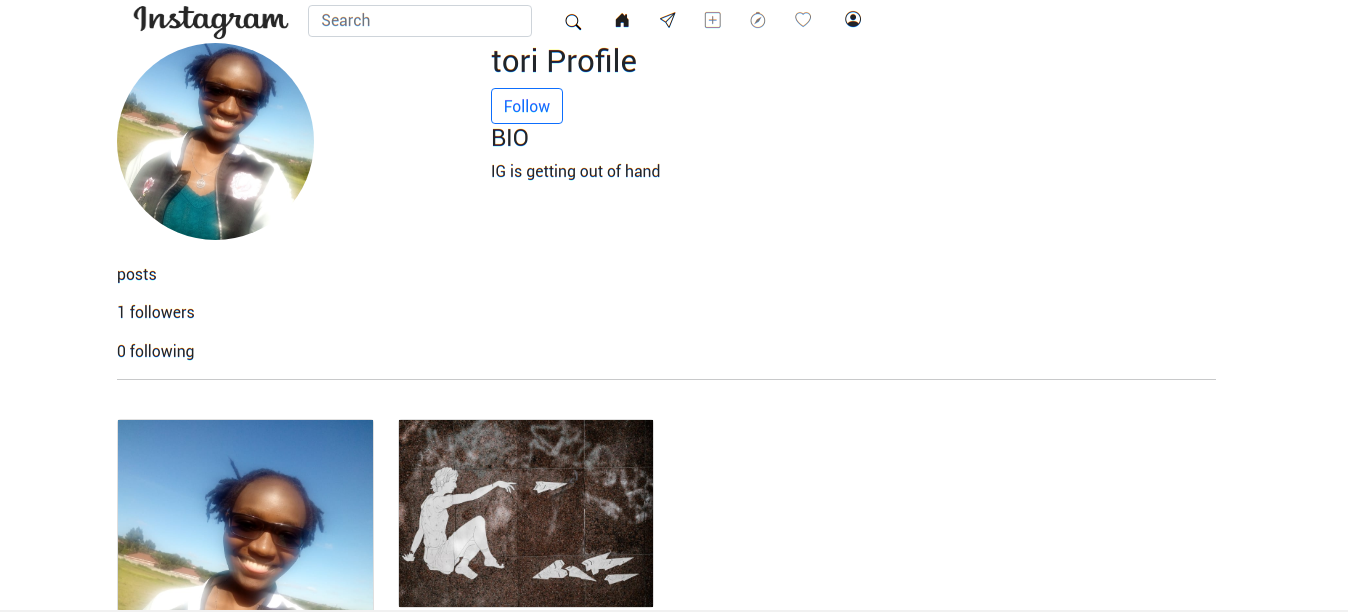 Instagram
Search
tori Profile
Follow
BIO
IG is getting out of hand
posts
1 followers
0 following